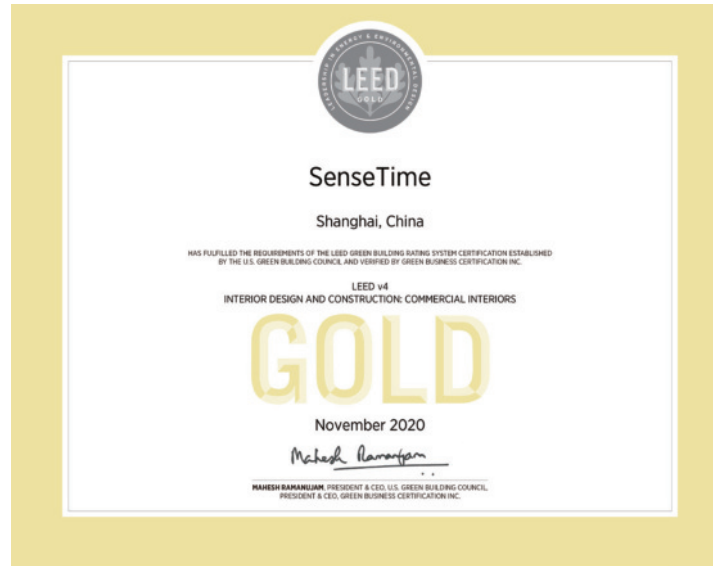 LEADERSHIP IN ENERGY & ENVIRONMENTAL DESIGN
LEED
GOLD
SenseTime
Shanghai, China
HAS FULFILLED THE REQUIREMENTS OF THE LEED GREEN BUILDING RATING SYSTEM CERTIFICATION ESTABLISHED
BY THE U.S. GREEN BUILDING COUNCIL AND VERIFIED BY GREEN BUSINESS CERTIFICATION INC.
LEED v4
INTERIOR DESIGN AND CONSTRUCTION: COMMERCIAL INTERIORS
GOLD
November 2020
Mahesh Ramanujam
MAHESH RAMANUJAM, PRESIDENT & CEO, U.S. GREEN BUILDING COUNCIL,
PRESIDENT & CEO, GREEN BUSINESS CERTIFICATION INC.